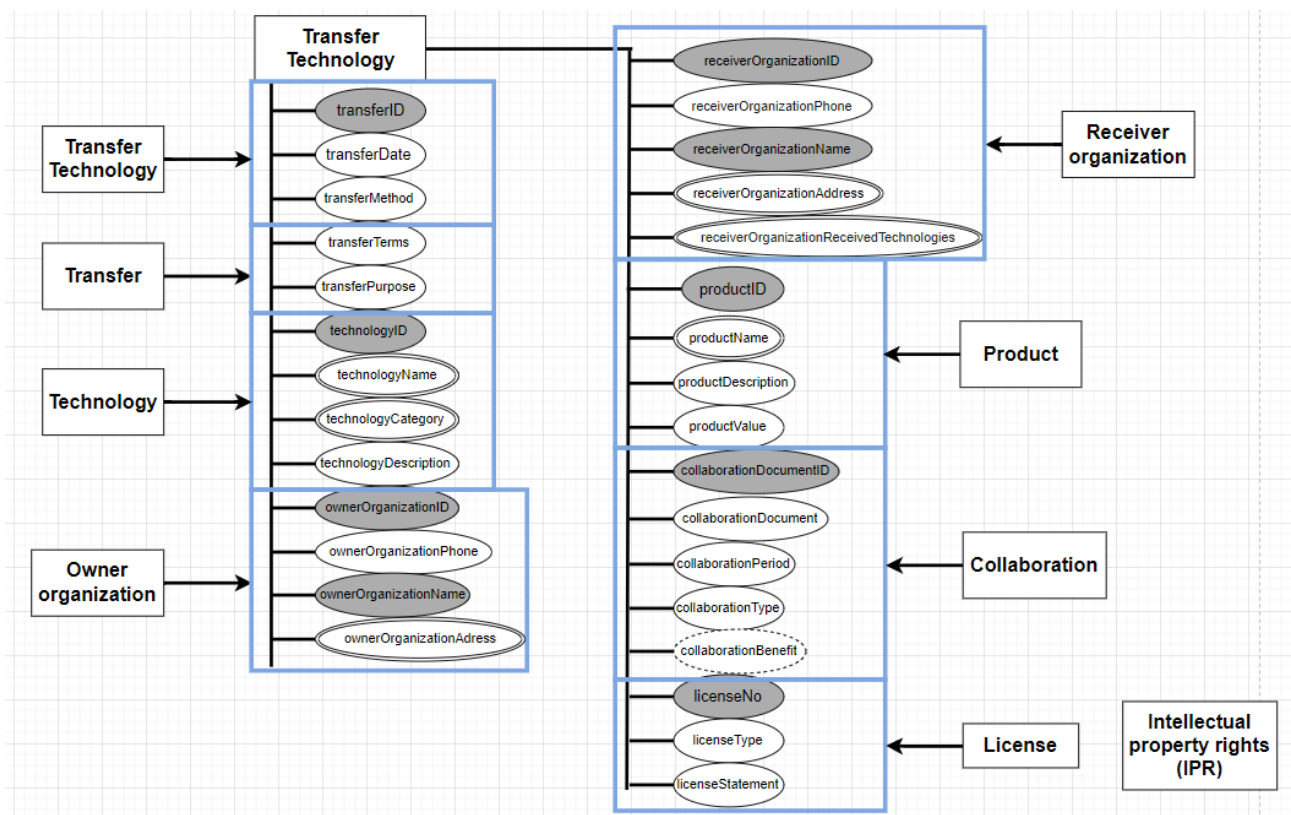 Transfer
Technology
transferID
transferDate
transferMethod
transferTerms
transferPurpose
technologyID
technologyName
technologyCategory
technologyDescription
ownerOrganizationID
ownerOrganizationPhone
ownerOrganizationName
ownerOrganizationAdress
Transfer
Technology
Transfer
Technology
Owner
organization
receiverOrganizationID
receiverOrganizationPhone
receiverOrganizationName
receiverOrganizationAddress
receiverOrganizationReceivedTechnologies
productID
productName
productDescription
productValue
collaborationDocumentID
collaborationDocument
collaborationPeriod
collaborationType
collaborationBenefit
licenseNo
licenseType
licenseStatement
Receiver
organization
Product
Collaboration
License
Intellectual
property rights
(IPR)